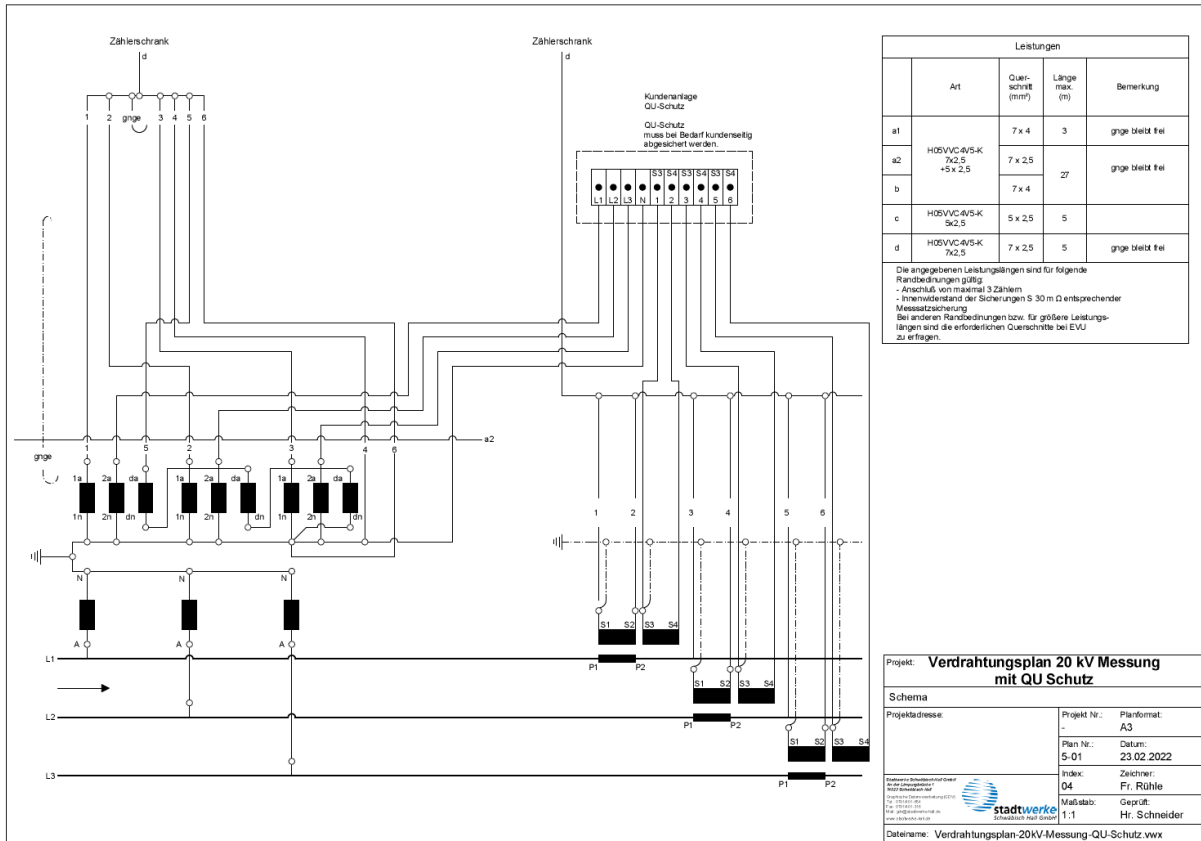 Zählerschrank
d
1
2
gnge
3
4
5
6
Zählerschrank
d
Kundenanlage
QU-Schutz
QU-Schutz
muss bei Bedarf kundenseitig
abgesichert werden.
S3 S4 S3 S4 S3 S4
L1 L2 L3 N 1 2 3 4 5 6
a2
gnge
1 5 2 3 4 6
1a 2a da 1a 2a da 1a 2a da
1n 2n dn 1n 2n dn 1n 2n dn
1 2 3 4 5 6
N N N
A A A
S1 S2 S3 S4
L1
P1 P2
S1 S2 S3 S4
L2
P1 P2
S1 S2 S3 S4
L3
P1 P2
Leistungen
Art
Quer-
schnitt
(mm²)
Länge
max.
(m)
Bemerkung
a1
7 x 4
3
gnge bleibt frei
a2
H05VVC4V5-K
7x2,5
+5 x 2,5
7 x 2,5
27
gnge bleibt frei
b
7 x 4
c
H05VVC4V5-K
5x2,5
5 x 2,5
5
d
H05VVC4V5-K
7x2,5
7 x 2,5
5
gnge bleibt frei
Die angegebenen Leistungslängen sind für folgende
Randbedinungen gültig:
- Anschluß von maximal 3 Zählern
- Innenwiderstand der Sicherungen S 30 m Ω entsprechender
Messsatzsicherung
Bei anderen Randbedinungen bzw. für größere Leistungs-
längen sind die erforderlichen Querschnitte bei EVU
zu erfragen.
Projekt: Verdrahtungsplan 20 kV Messung
mit QU Schutz
Schema
Projektadresse:
Projekt Nr.:
-
Planformat:
A3
Plan Nr.:
5-01
Datum:
23.02.2022
Index:
04
Zeichner:
Fr. Rühle
Maßstab:
1:1
Geprüft:
Hr. Schneider
Stadtwerke Schwäbisch Hall GmbH
stadtwerke
Schwäbisch Hall GmbH
Dateiname: Verdrahtungsplan-20kV-Messung-QU-Schutz.vwx